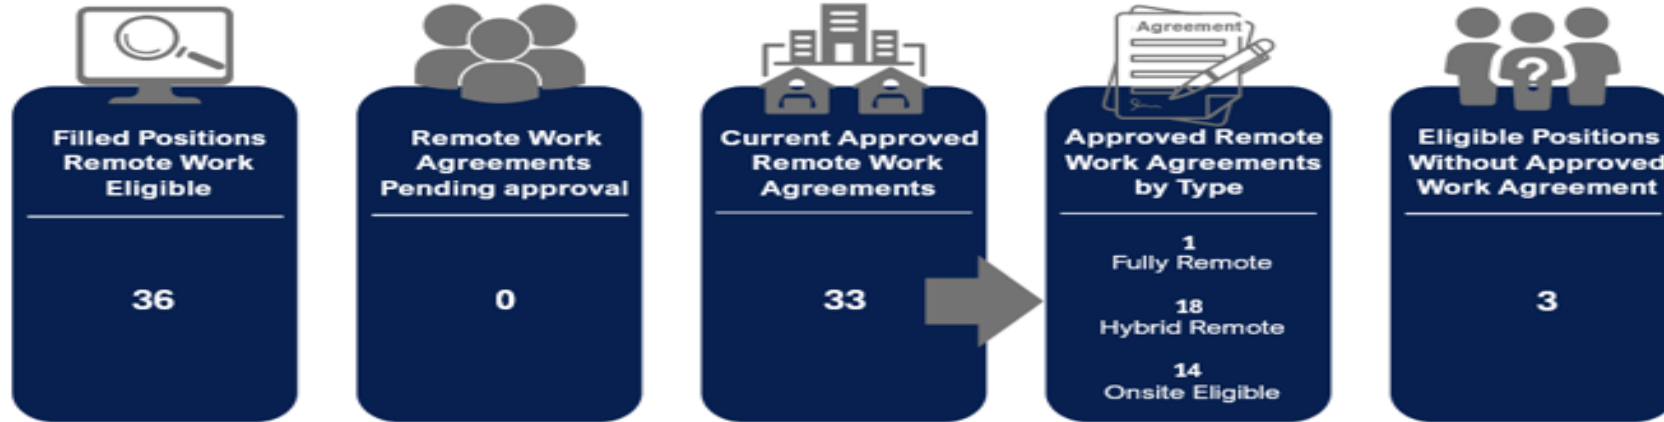 Filled Positions
Remote Work
Eligible
36
Remote Work
Agreements
Pending approval
0
Current Approved
Remote Work
Agreements
33
Agreement
Approved Remote
Work Agreements
by Type
1
Fully Remote
18
Hybrid Remote
14
Onsite Eligible
?
Eligible Positions
Without Approved
Work Agreement
3